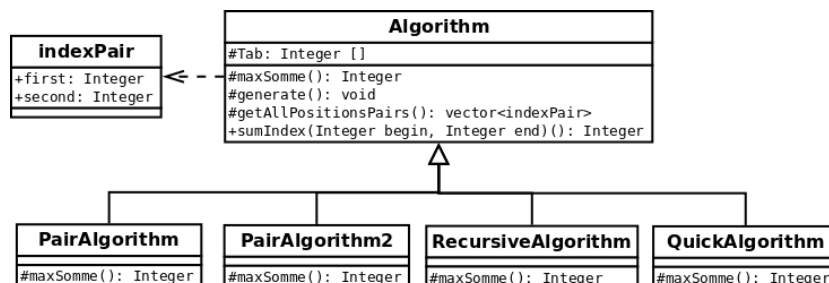 Algorithm
indexPair
#Tab: Integer []
+first: Integer
+second: Integer
#maxSomme(): Integer
#generate(): void
#getAllPositionsPairs(): vector<indexPair>
+sumIndex(Integer begin, Integer end)(): Integer
PairAlgorithm
PairAlgorithm2
RecursiveAlgorithm
QuickAlgorithm
#maxSomme(): Integer
#maxSomme(): Integer
#maxSomme(): Integer
#maxSomme(): Integer